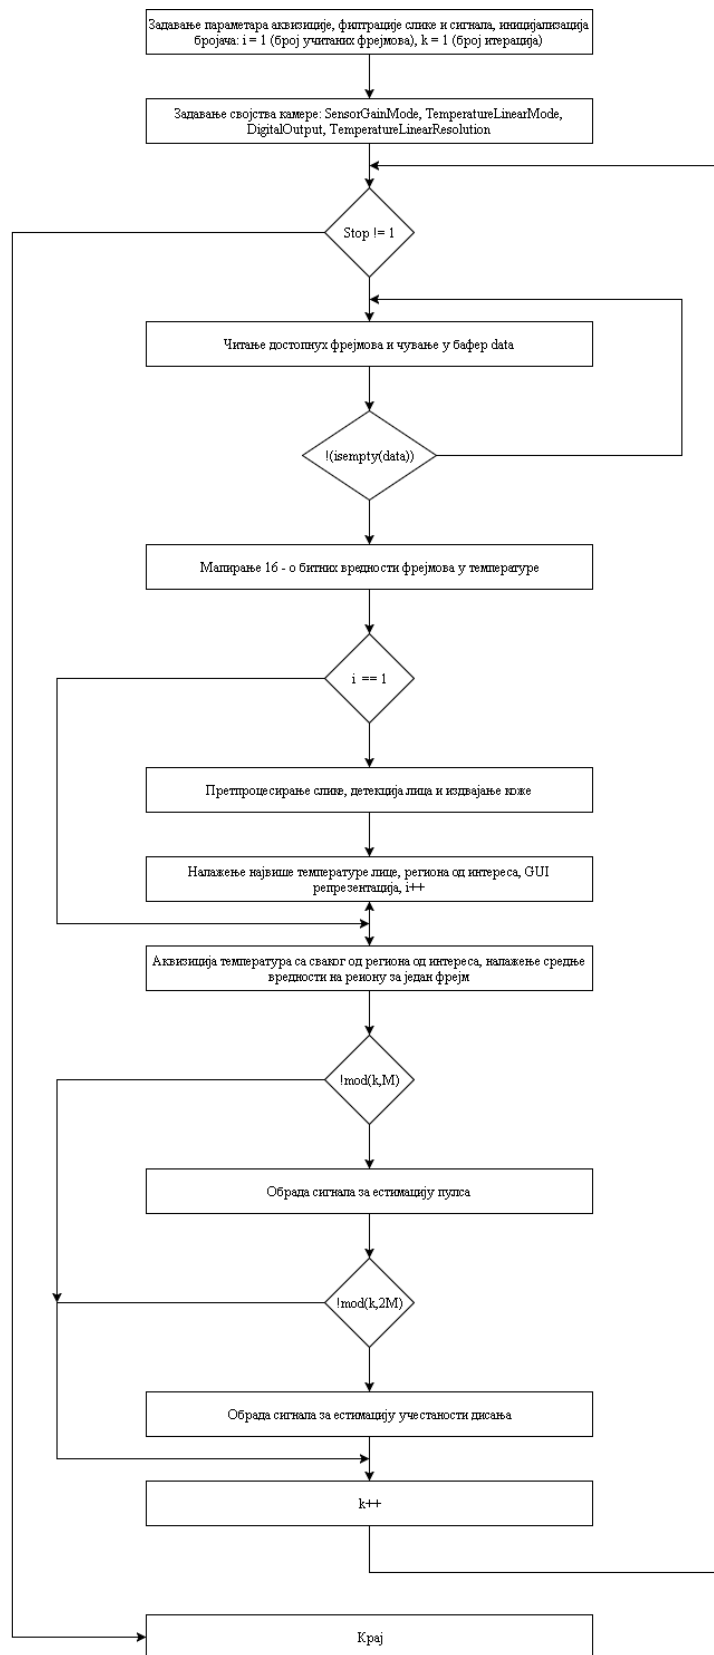 Задавање параметара аквизиције, филтрације слике и сигнала, иницијализација
бројача: i = 1 (број учитаних фрејмова), k = 1 (број итерација)
Задавање својства камере: SensorGainMode, TemperatureLinearMode,
DigitalOutput, TemperatureLinearResolution
Stop != 1
Читање достопнух фрејмова и чување у бафер data
!(isempty(data))
Мапирање 16 - о битних вредности фрејмова у температуре
i == 1
Претпроцесирање слике, детекција лица и издвајање коже
Налажење највише температуре лице, региона од интереса, GUI
репрезентација, i++
Аквизиција температура са сваког од региона од интереса, налажење средње
вредности на реиону за један фрејм
!mod(k,M)
Обрада сигнала за естимацију пулса
!mod(k,2M)
Обрада сигнала за естимацију учестаности дисања
k++
Крај